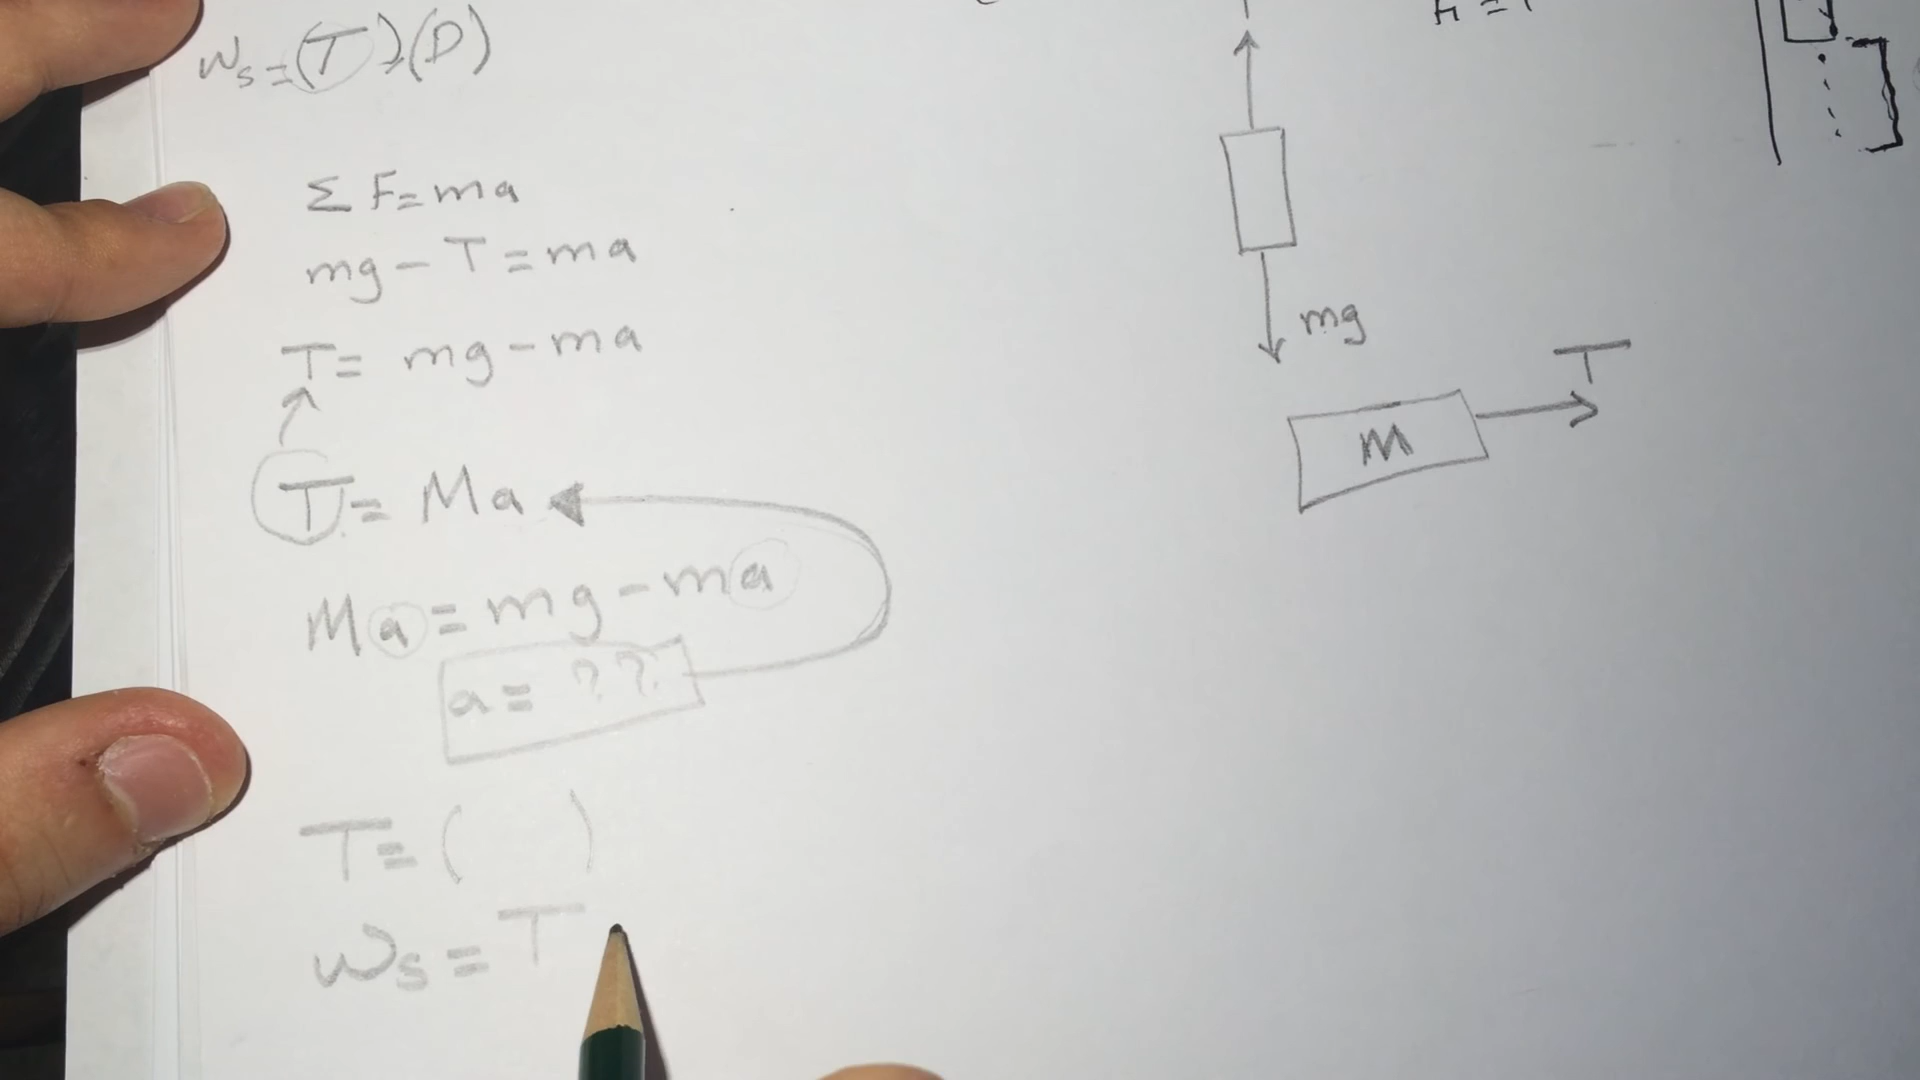 Ws=(T)(D)
ΣF=ma
mg-T=ma
T= mg-ma
T= Ma
Ma=mg-ma
a= ??
T=( )
Ws=T
mg
T
M